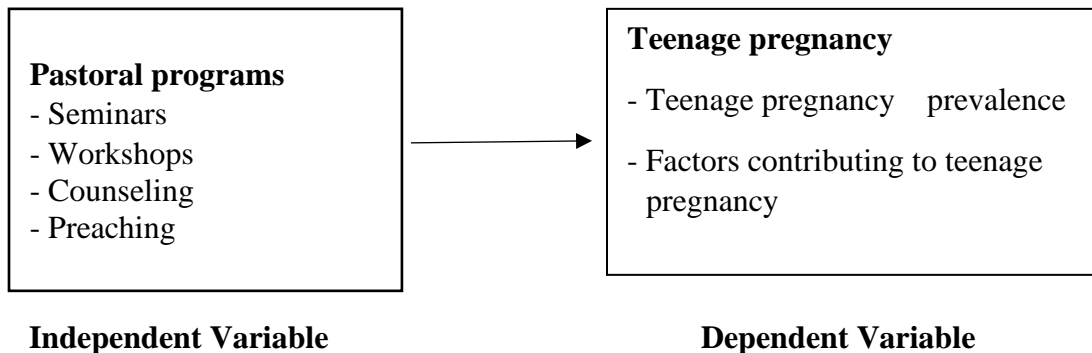 Pastoral programs
- Seminars
- Workshops
- Counseling
- Preaching
Teenage pregnancy
- Teenage pregnancy prevalence
- Factors contributing to teenage
pregnancy
Independent Variable
Dependent Variable